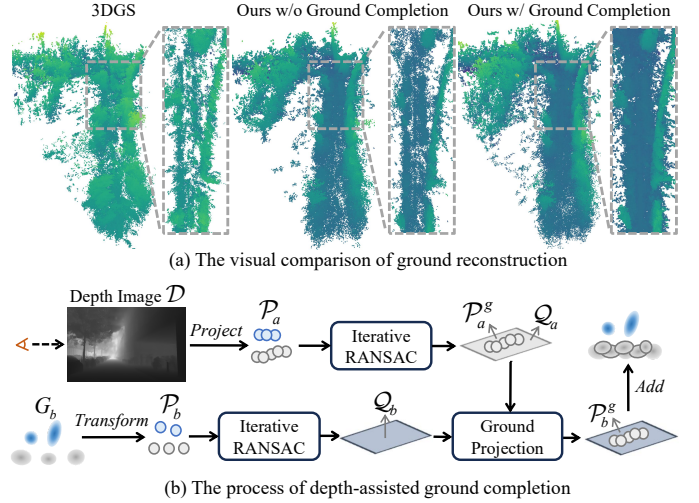 3DGS
Ours w/o Ground Completion
Ours w/ Ground Completion
(a) The visual comparison of ground reconstruction
Depth Image 𝒟
Project
𝒫a
Iterative
RANSAC
𝒫a^g
𝒬a
Add
Gb
Transform
𝒫b
Iterative
RANSAC
𝒬b
Ground
Projection
𝒫b^g
(b) The process of depth-assisted ground completion